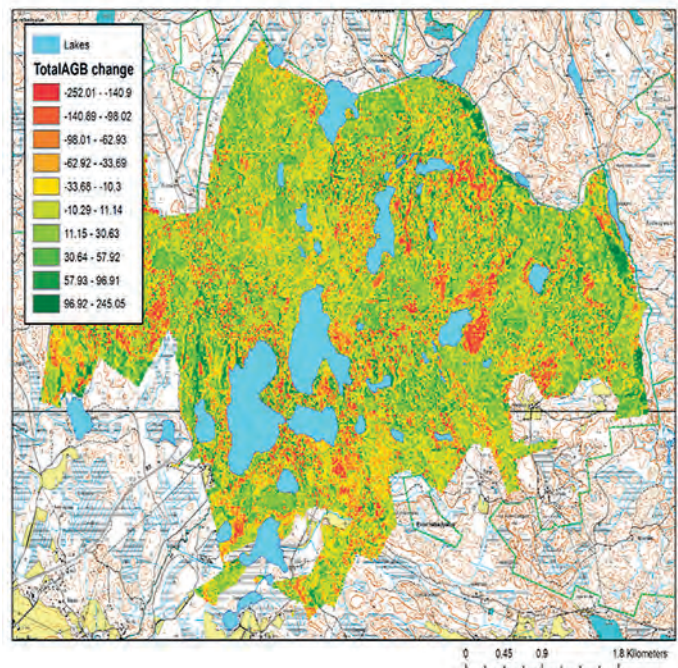 Lakes
TotalAGB change
-252.01 - -140.9
-140.89 - -98.02
-98.01 - -62.93
-62.92 - -33.69
-33.68 - -10.3
-10.29 - 11.14
11.15 - 30.63
30.64 - 57.92
57.93 - 96.91
96.92 - 245.05
0 0.45 0.9 1.8 Kilometers